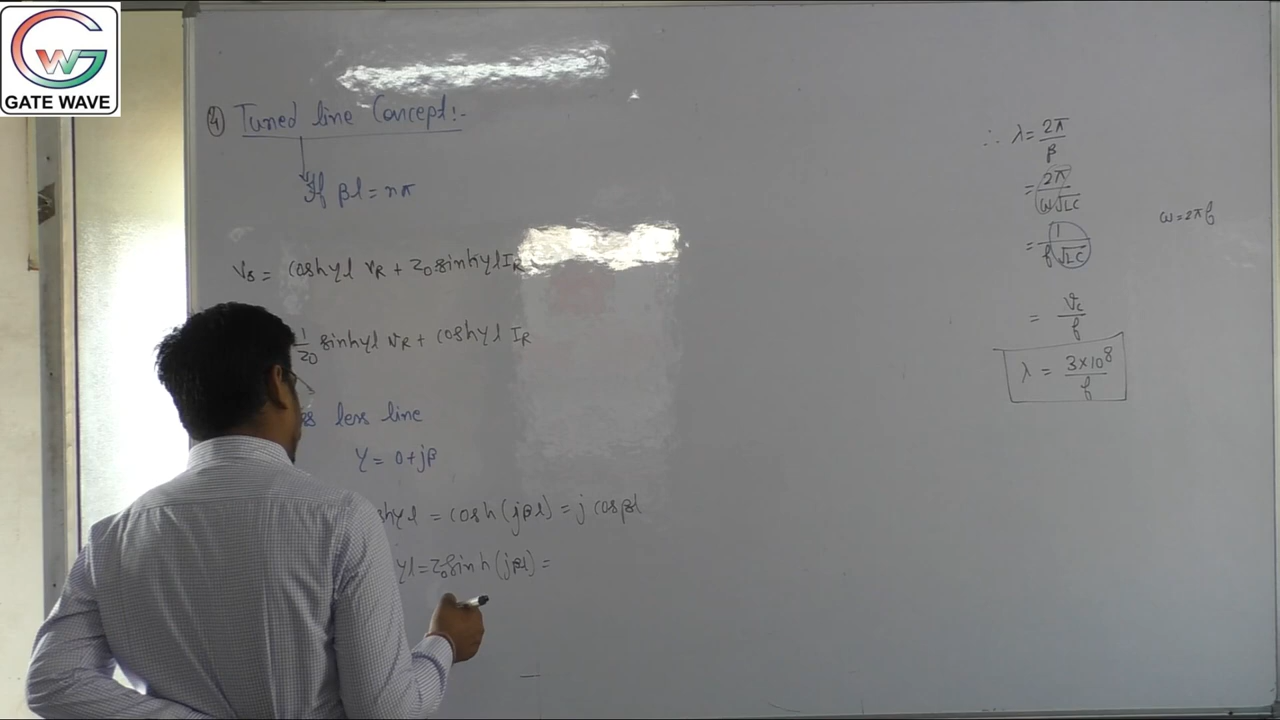 GATE WAVE
④ Tuned line Concept:-
If βl = nπ
Vs = coshγl VR + Z0 sinhγl IR
1/Z0 sinhγl VR + coshγl IR
less line
γ = 0+jβ
hγl = cosh(jβl) = j cosβl
γl = Z0 sinh(jβl) =
∴ λ = 2π/β
= 2π/ω√LC
= 1/f√LC
ω = 2πf
= Vc/f
λ = 3×10^8/f